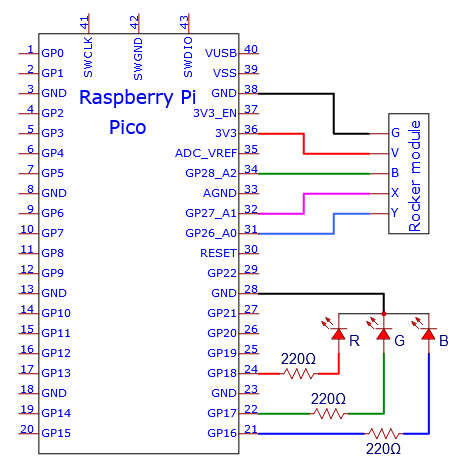 41 42 43
SWCLK SWGND SWDIO
Raspberry Pi
Pico
1 GP0 VUSB 40
2 GP1 VSS 39
3 GND GND 38
4 GP2 3V3_EN 37
5 GP3 3V3 36
6 GP4 ADC_VREF 35
7 GP5 GP28_A2 34
8 GND AGND 33
9 GP6 GP27_A1 32
10 GP7 GP26_A0 31
11 GP8 RESET 30
12 GP9 GP22 29
13 GND GND 28
14 GP10 GP21 27
15 GP11 GP20 26
16 GP12 GP19 25
17 GP13 GP18 24
18 GND GND 23
19 GP14 GP17 22
20 GP15 GP16 21
G
V
B
X
Y
Rocker module
R G B
220Ω
220Ω
220Ω